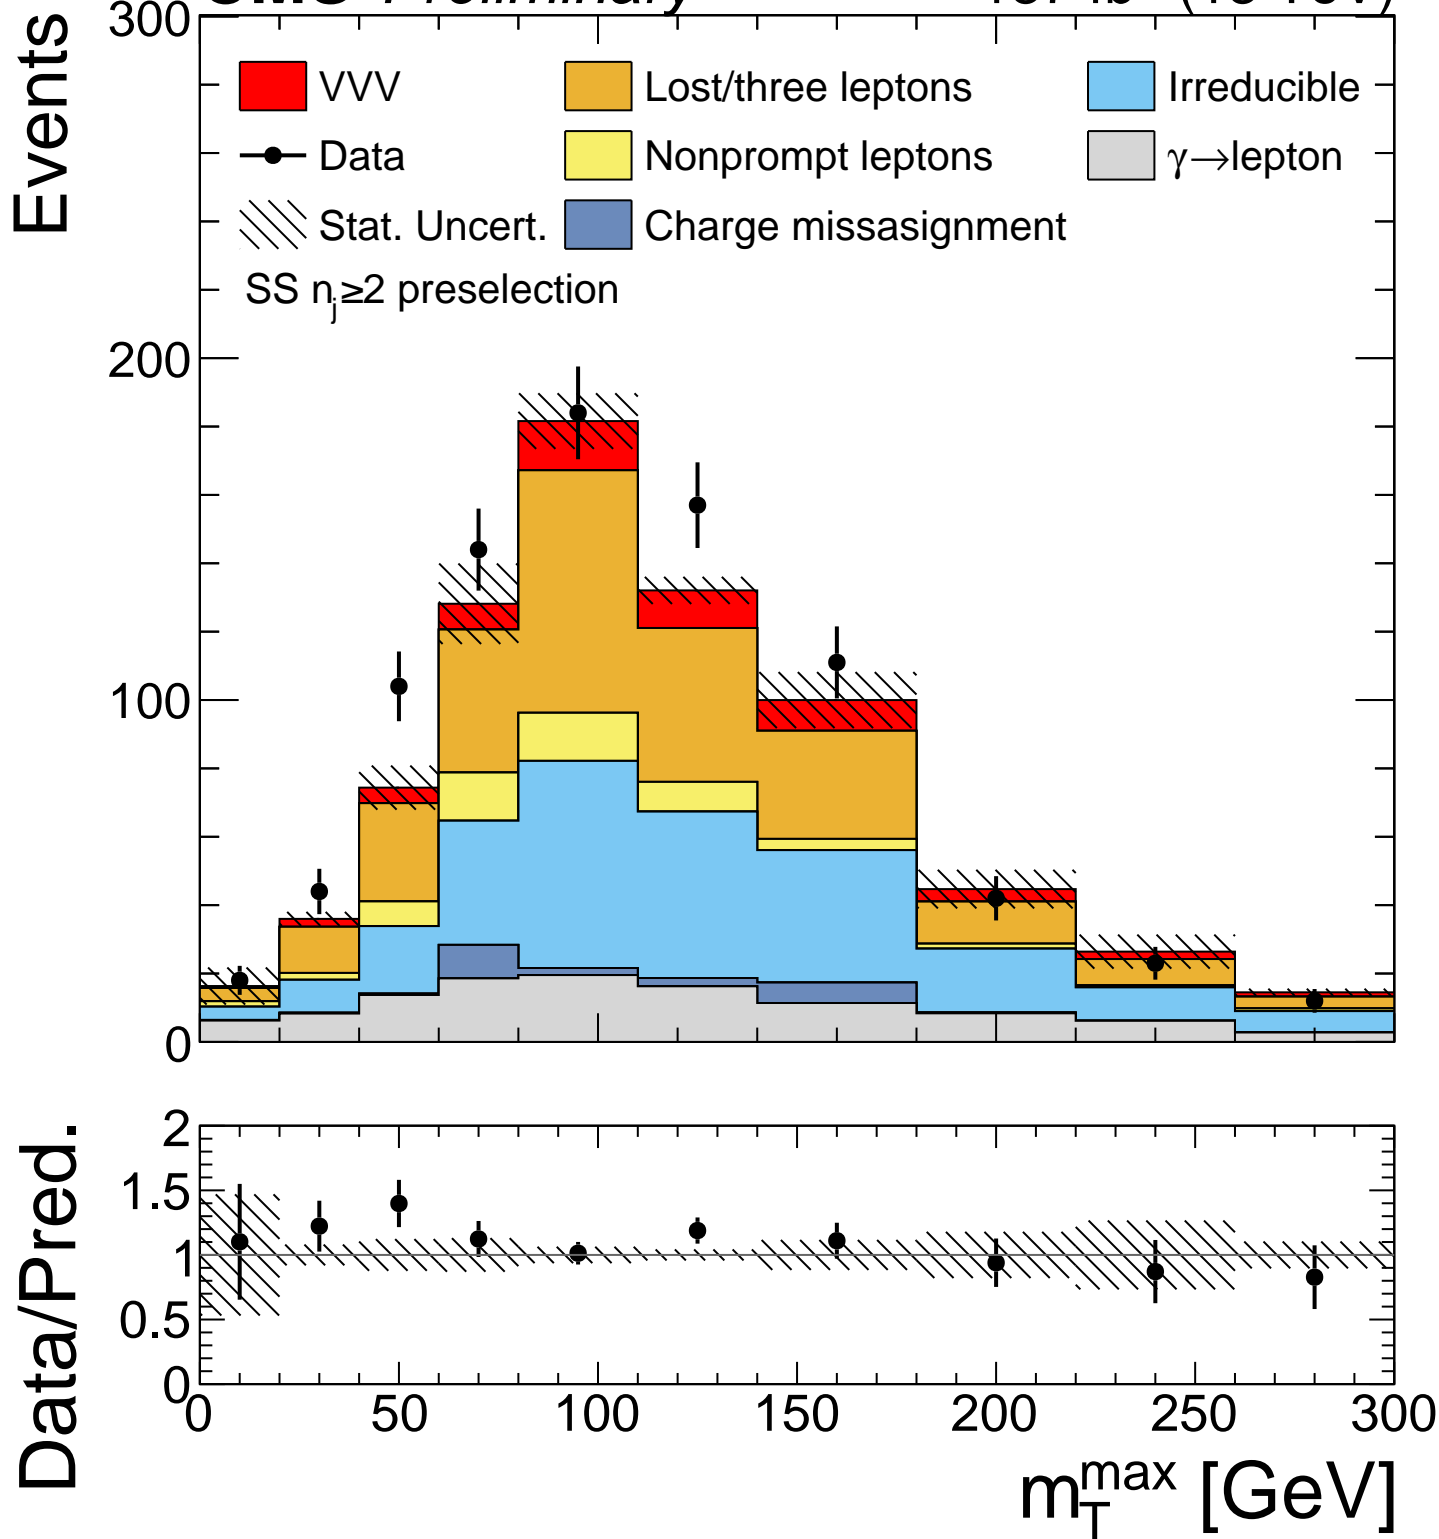 Preliminary
Events
300
200
100
0
VVV
Lost/three leptons
Irreducible
Data
Nonprompt leptons
γ→lepton
Stat. Uncert.
Charge missasignment
SS nj≥2 preselection
Data/Pred.
2
1.5
1
0.5
0
0 50 100 150 200 250 300
mTmax [GeV]